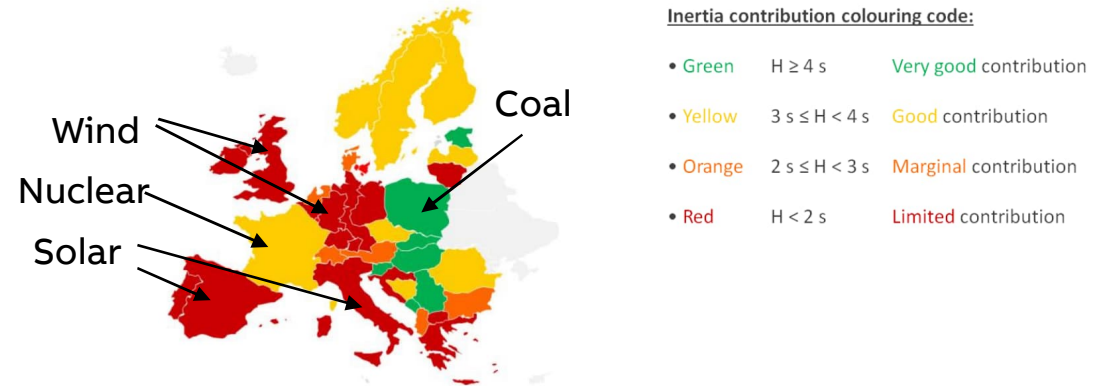 Wind
Nuclear
Solar
Coal
Inertia contribution colouring code:
• Green H ≥ 4 s Very good contribution
• Yellow 3 s ≤ H < 4 s Good contribution
• Orange 2 s ≤ H < 3 s Marginal contribution
• Red H < 2 s Limited contribution